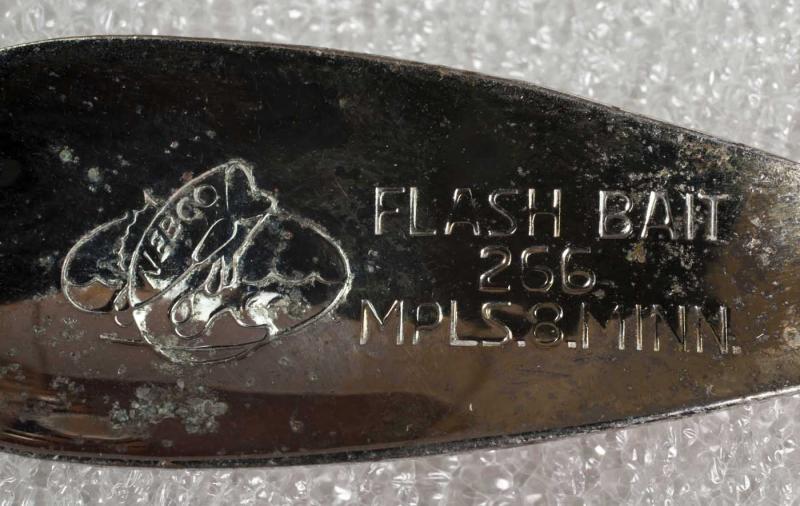 VEBCO
FLASH BAIT
266
MPLS.8.MINN.